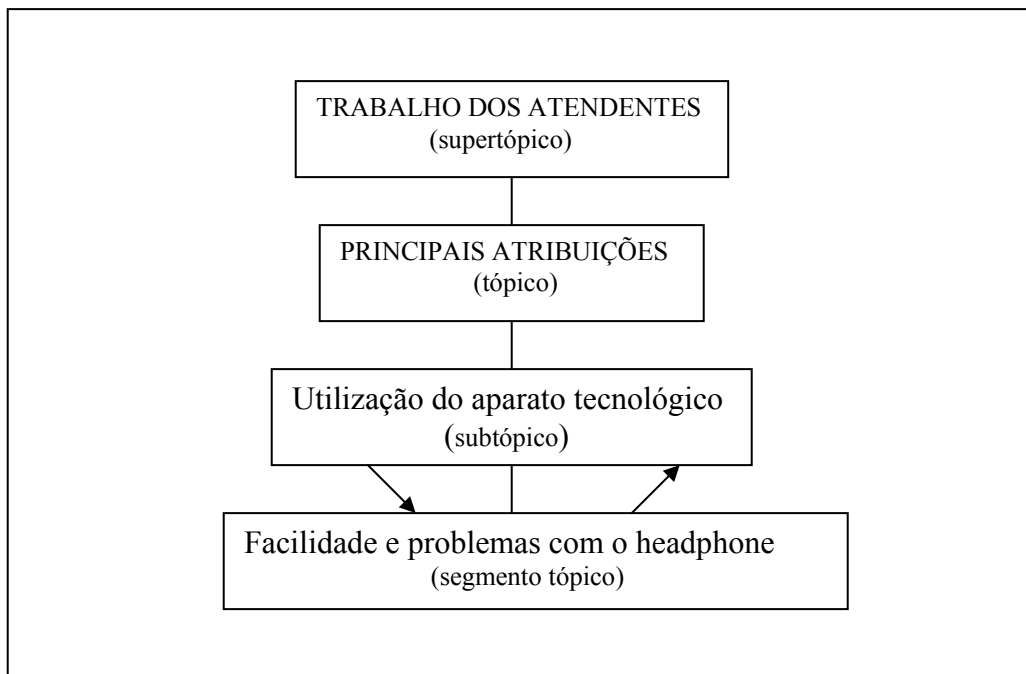 TRABALHO DOS ATENDENTES
(supertópico)
PRINCIPAIS ATRIBUIÇÕES
(tópico)
Utilização do aparato tecnológico
(subtópico)
Facilidade e problemas com o headphone
(segmento tópico)